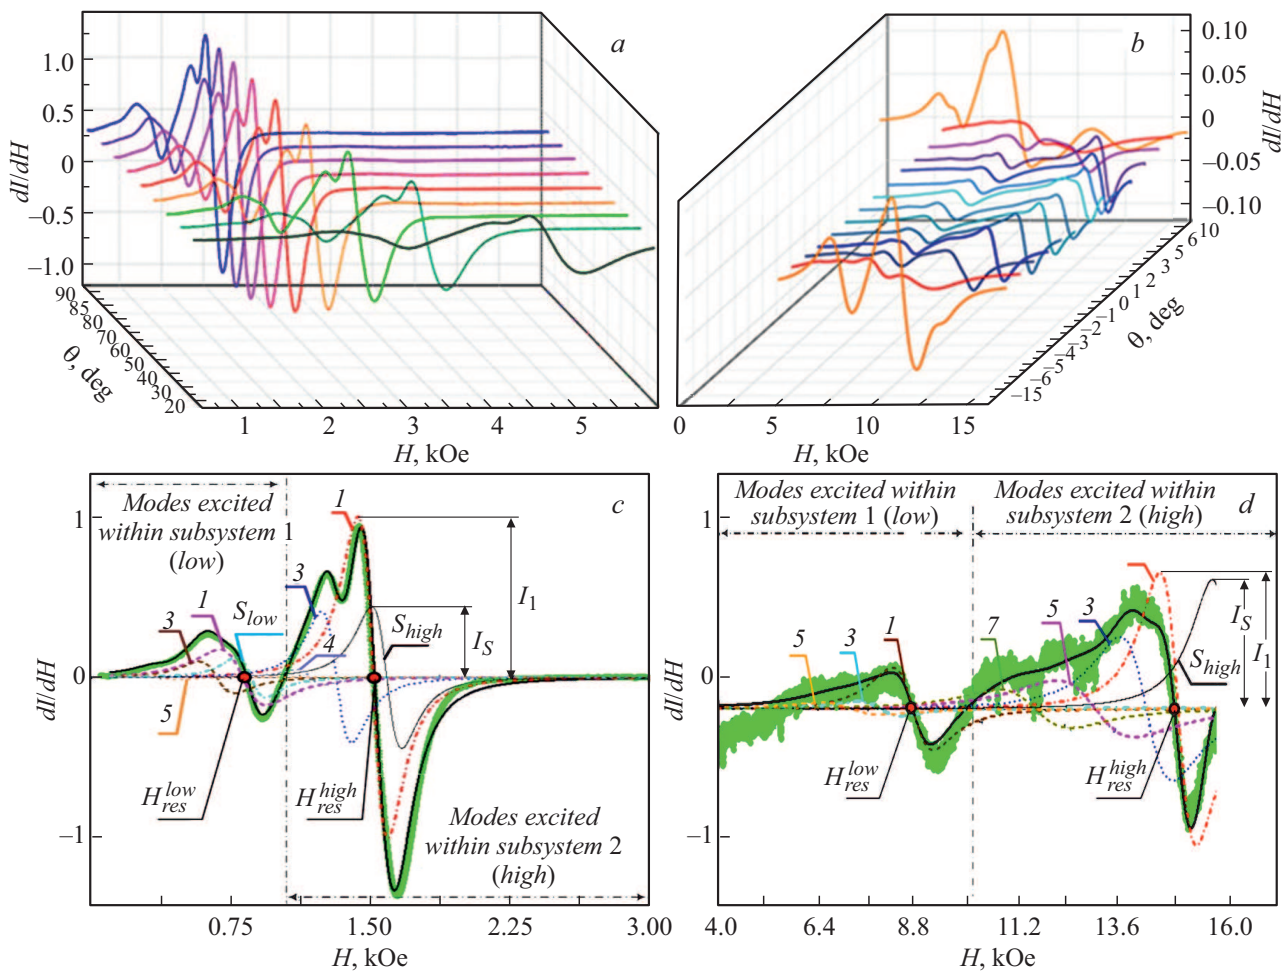 a
dI/dH
1.0
0.5
0
−0.5
−1.0
90
85
80
70
60
50
40
30
20
θ, deg
1
2
3
4
5
H, kOe
b
0.10
0.05
0
−0.05
−0.10
dI/dH
10
6
5
3
2
1
0
−1
−2
−3
−4
−5
−6
−15
θ, deg
0
5
10
15
H, kOe
c
Modes excited
within subsystem 1
(low)
1
3
3
1
S_low
4
S_high
I_1
I_S
5
H_res^low
H_res^high
Modes excited
within subsystem 2
(high)
dI/dH
1
0
−1
0.75
1.50
2.25
3.00
H, kOe
d
Modes excited within
subsystem 1 (low)
Modes excited within
subsystem 2 (high)
1
5
3
1
7
5
3
S_high
I_S
I_1
H_res^low
H_res^high
dI/dH
1
0
−1
4.0
6.4
8.8
11.2
13.6
16.0
H, kOe